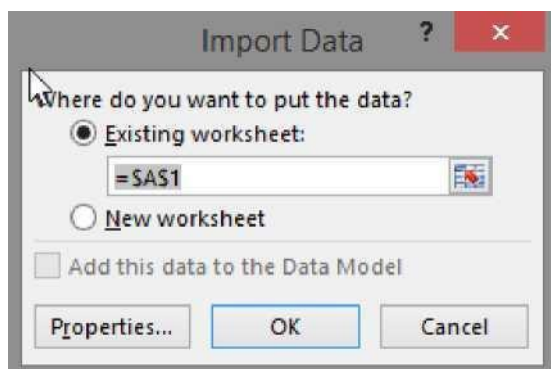 Import Data ? ×
Where do you want to put the data?
Existing worksheet:
=$A$1
New worksheet
Add this data to the Data Model
Properties... OK Cancel